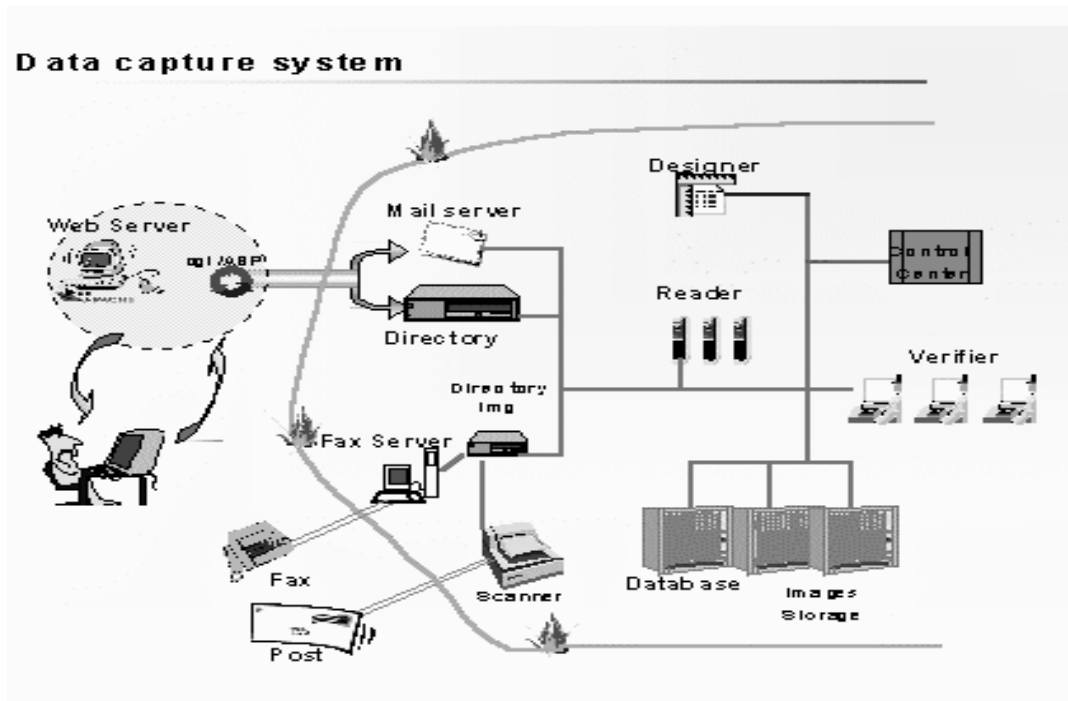 Data capture system
Designer
Mail server
Web Server
Control
Center
Reader
Directory
Verifier
Directory
Img
Fax Server
Fax
Database
Scanner
Images
Storage
Post